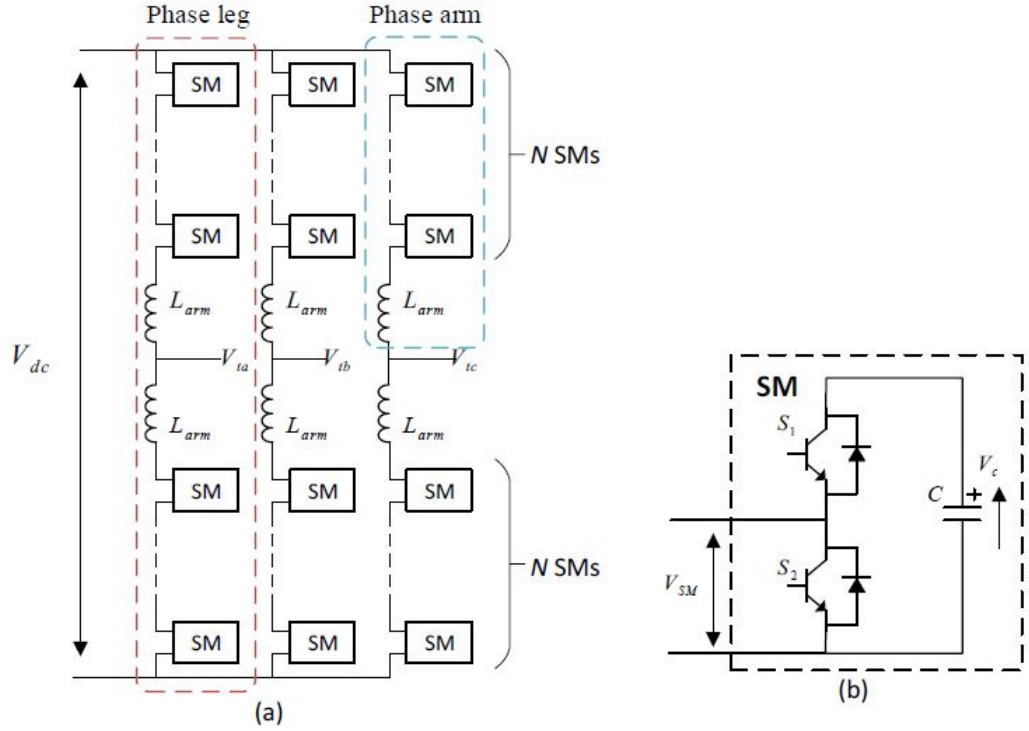 Phase leg Phase arm
SM SM SM
N SMs
SM SM SM
L_arm L_arm L_arm
V_dc
V_ta V_tb V_tc
L_arm L_arm L_arm
SM SM SM
N SMs
SM SM SM
(a)
SM
S_1
V_c
C +
S_2
V_SM
(b)